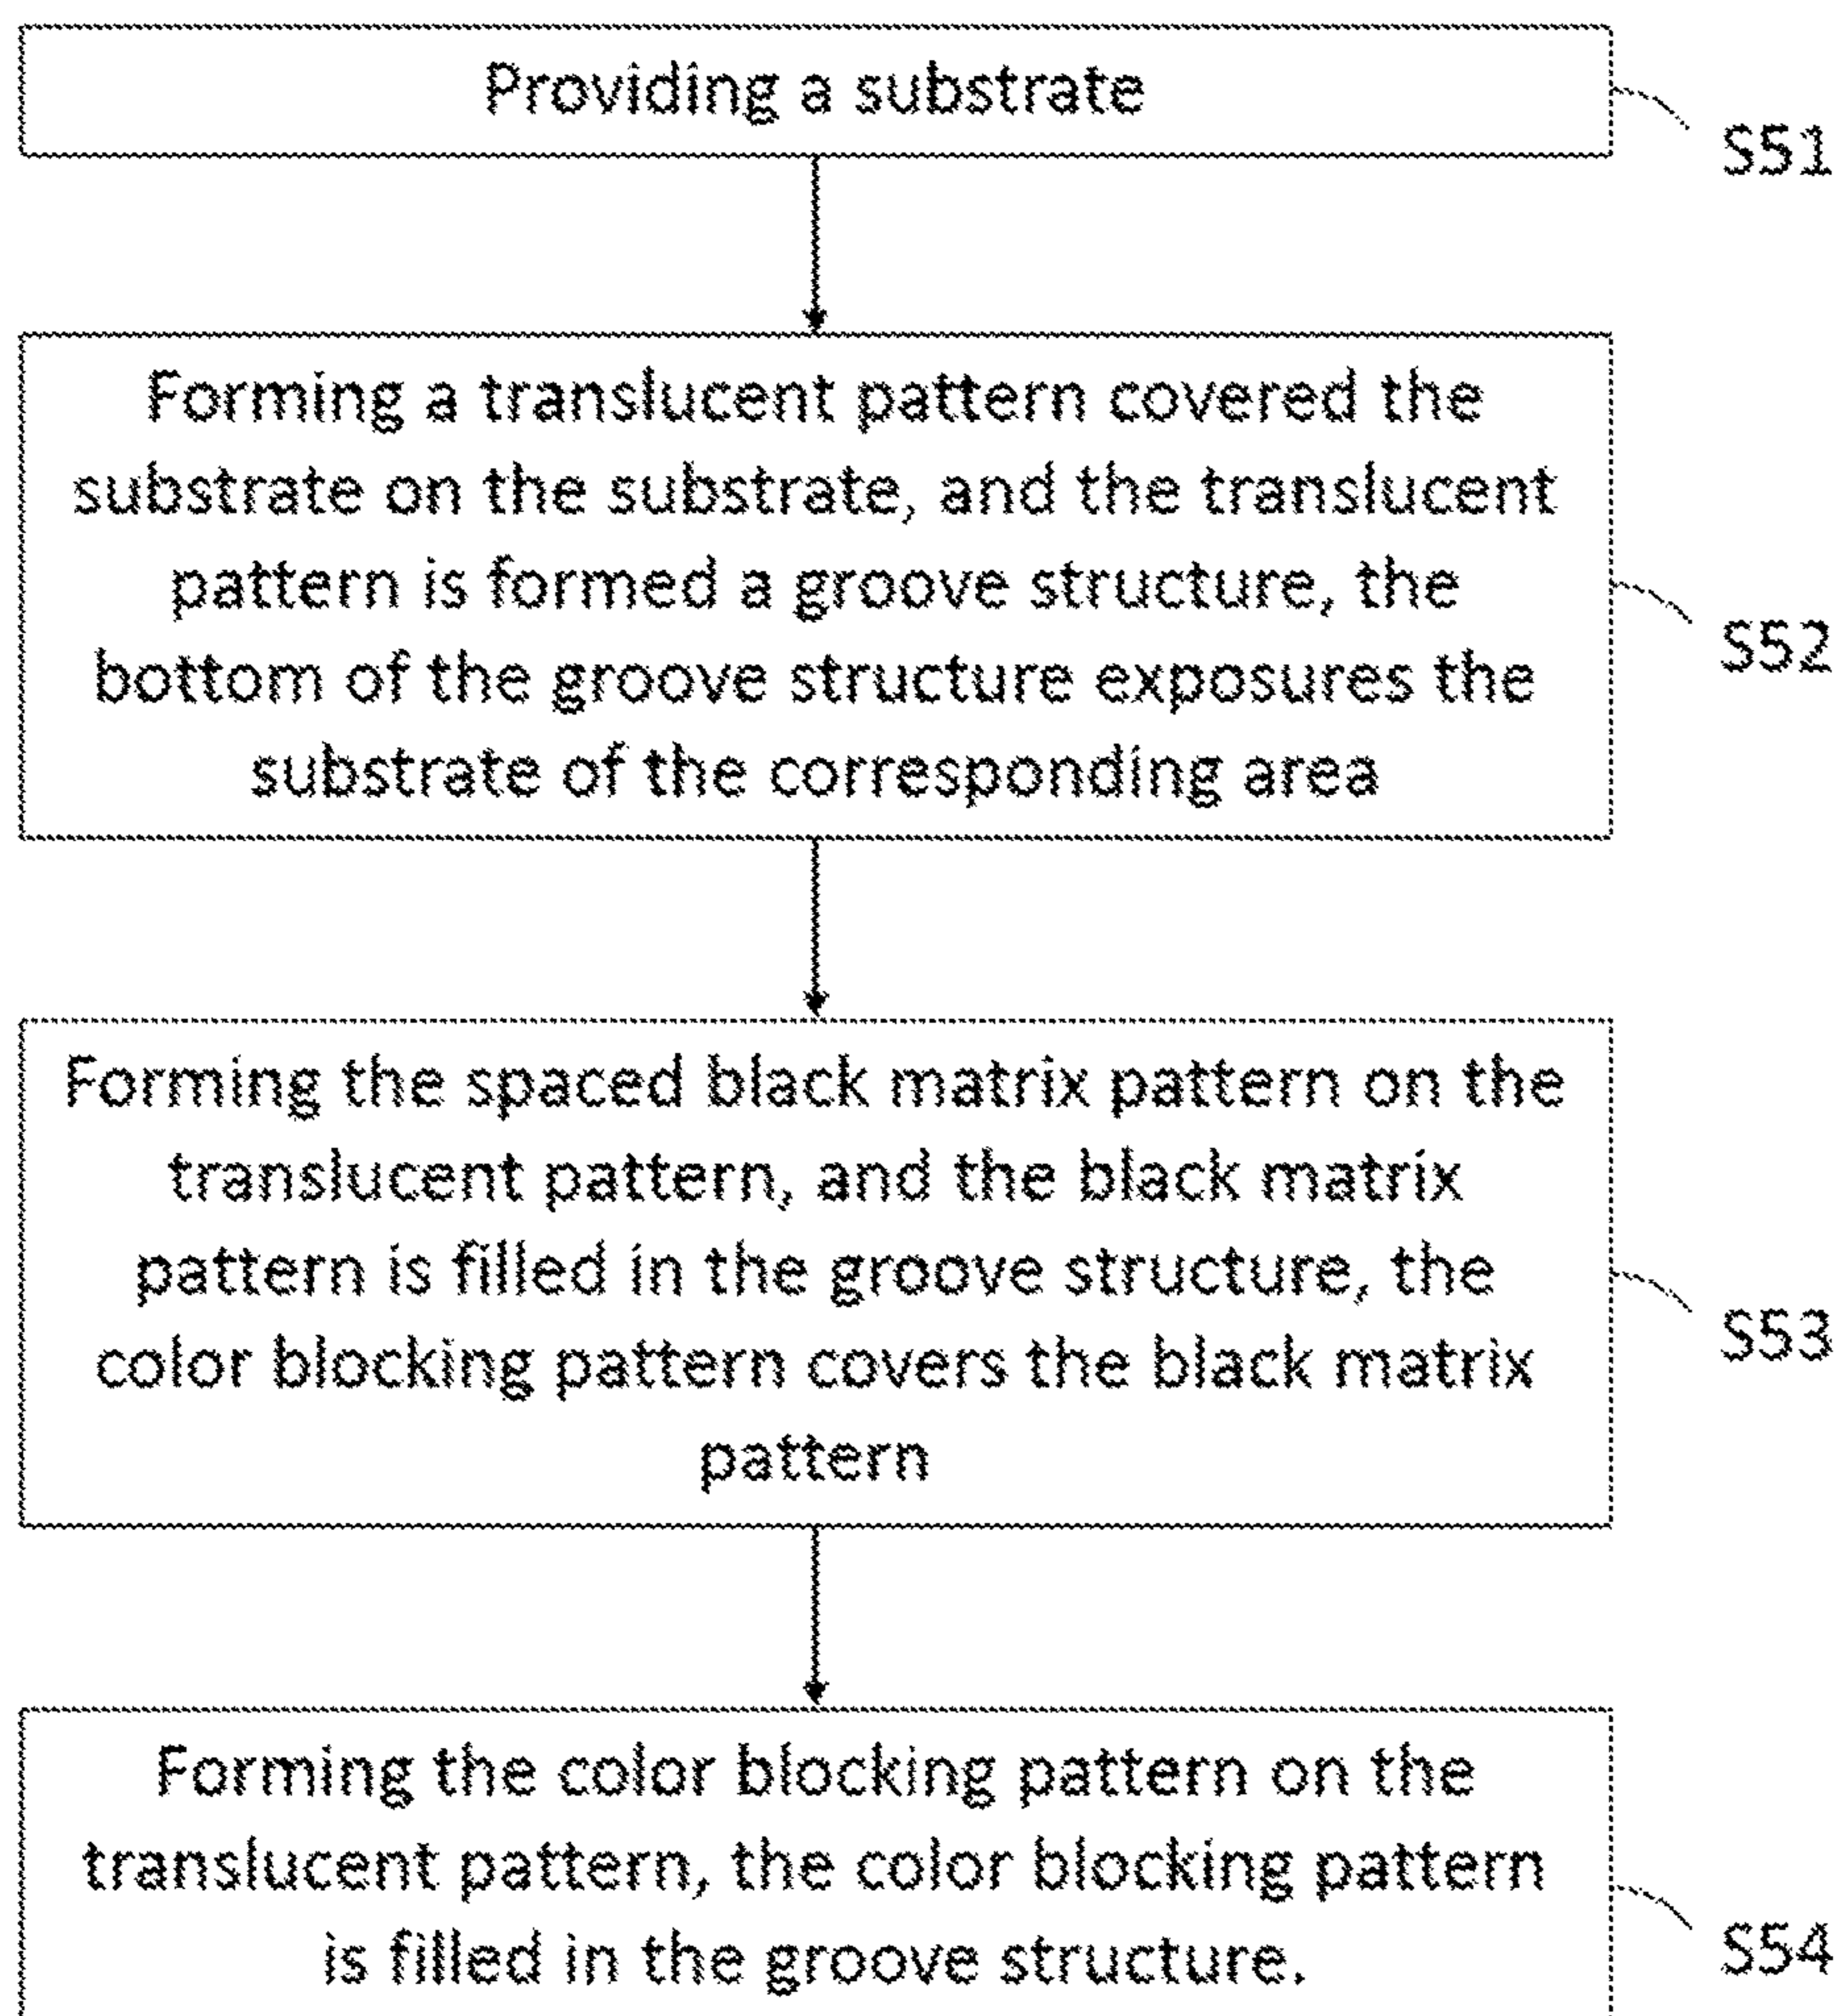 Providing a substrate
S51
Forming a translucent pattern covered the
substrate on the substrate, and the translucent
pattern is formed a groove structure, the
bottom of the groove structure exposures the
substrate of the corresponding area
S52
Forming the spaced black matrix pattern on the
translucent pattern, and the black matrix
pattern is filled in the groove structure, the
color blocking pattern covers the black matrix
pattern
S53
Forming the color blocking pattern on the
translucent pattern, the color blocking pattern
is filled in the groove structure.
S54